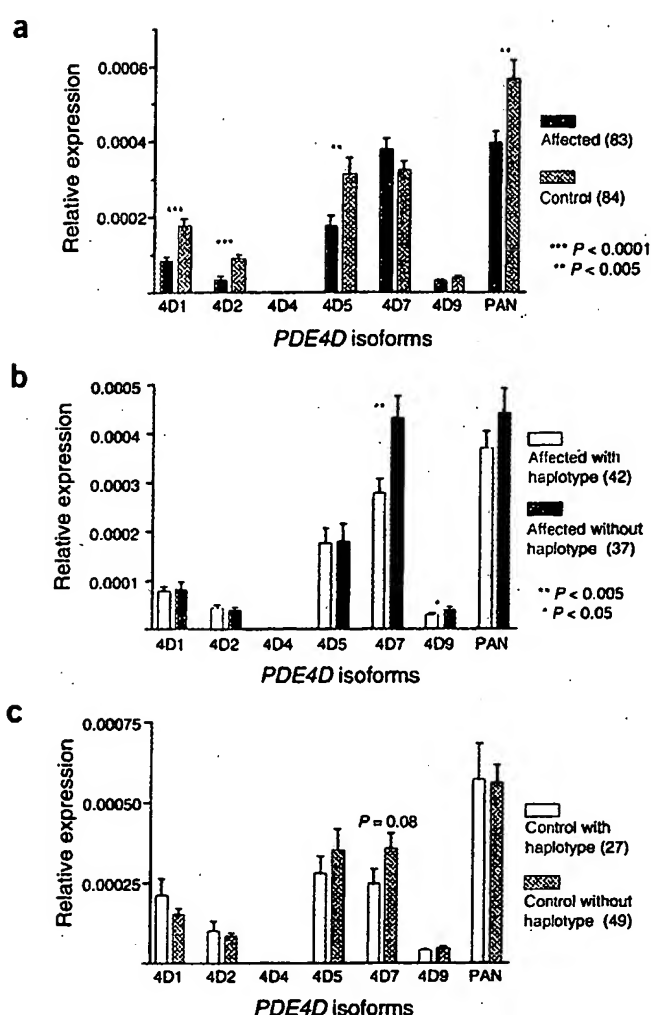 a
0.0006
0.0004
0.0002
Relative expression
***
***
**
**
4D1 4D2 4D4 4D5 4D7 4D9 PAN
PDE4D isoforms
Affected (83)
Control (84)
*** P < 0.0001
** P < 0.005
b
0.0005
0.0004
0.0003
0.0002
0.0001
Relative expression
**
*
4D1 4D2 4D4 4D5 4D7 4D9 PAN
PDE4D isoforms
Affected with
haplotype (42)
Affected without
haplotype (37)
** P < 0.005
* P < 0.05
c
0.00075
0.00050
0.00025
Relative expression
P = 0.08
4D1 4D2 4D4 4D5 4D7 4D9 PAN
PDE4D isoforms
Control with
haplotype (27)
Control without
haplotype (49)